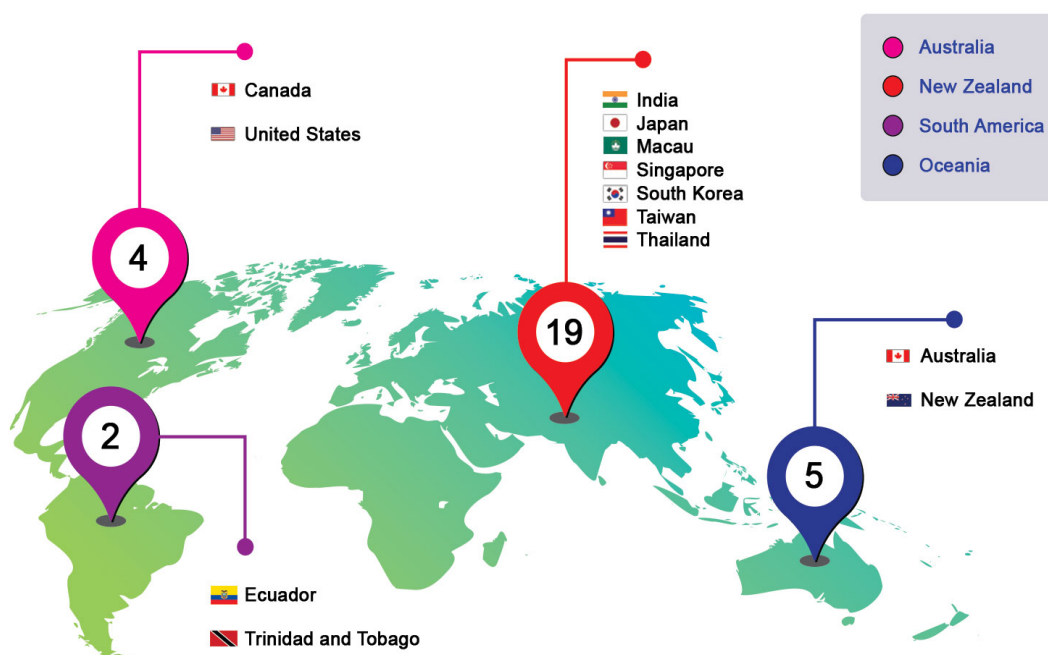 Canada
United States
4
2
Ecuador
Trinidad and Tobago
India
Japan
Macau
Singapore
South Korea
Taiwan
Thailand
19
Australia
New Zealand
South America
Oceania
Australia
New Zealand
5